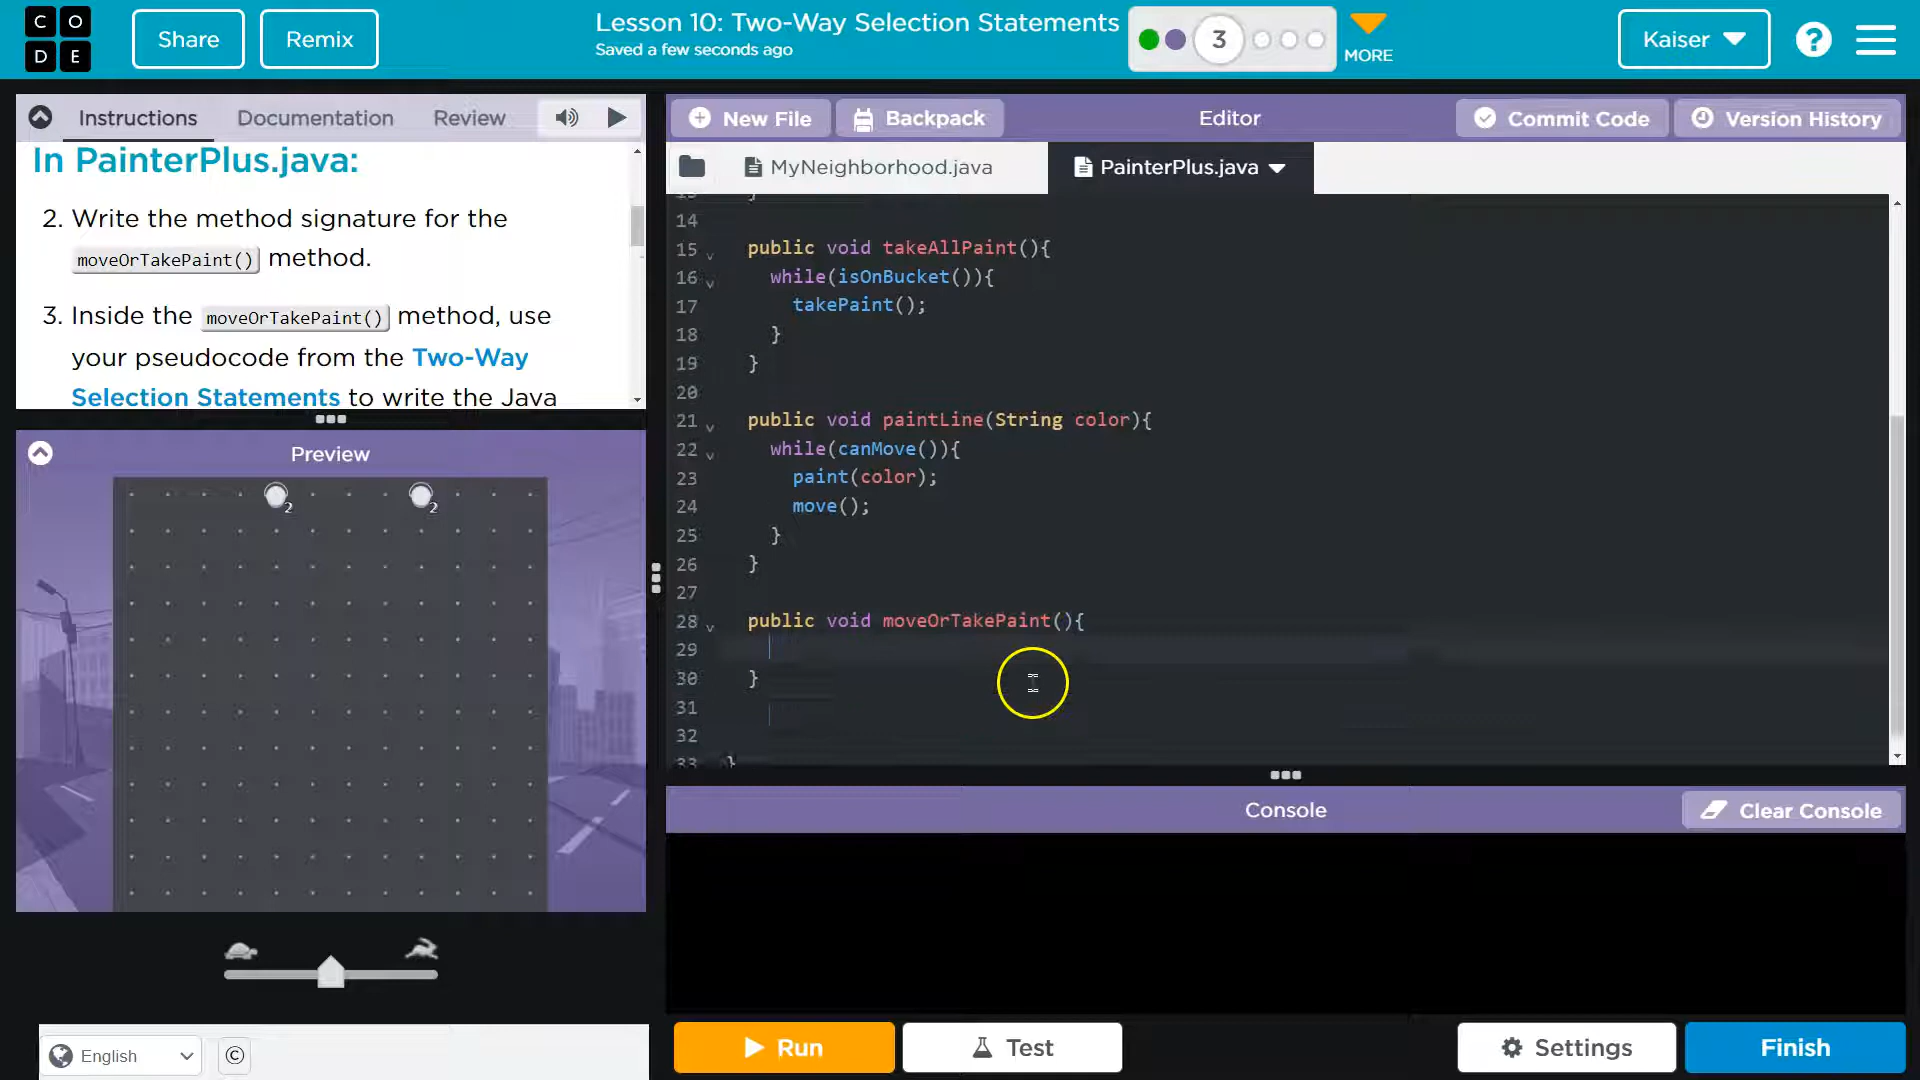 CO
DE
Share
Remix
Lesson 10: Two-Way Selection Statements
Saved a few seconds ago
3
MORE
Kaiser
?
Instructions
Documentation
Review
In PainterPlus.java:
2. Write the method signature for the
moveOrTakePaint() method.
3. Inside the moveOrTakePaint() method, use
your pseudocode from the Two-Way
Selection Statements to write the Java
Preview
2
2
English
©
New File
Backpack
Editor
Commit Code
Version History
MyNeighborhood.java
PainterPlus.java
14
15 public void takeAllPaint(){
16 while(isOnBucket()){
17 takePaint();
18 }
19 }
20
21 public void paintLine(String color){
22 while(canMove()){
23 paint(color);
24 move();
25 }
26 }
27
28 public void moveOrTakePaint(){
29
30 }
31
32
33 }
Console
Clear Console
Run
Test
Settings
Finish